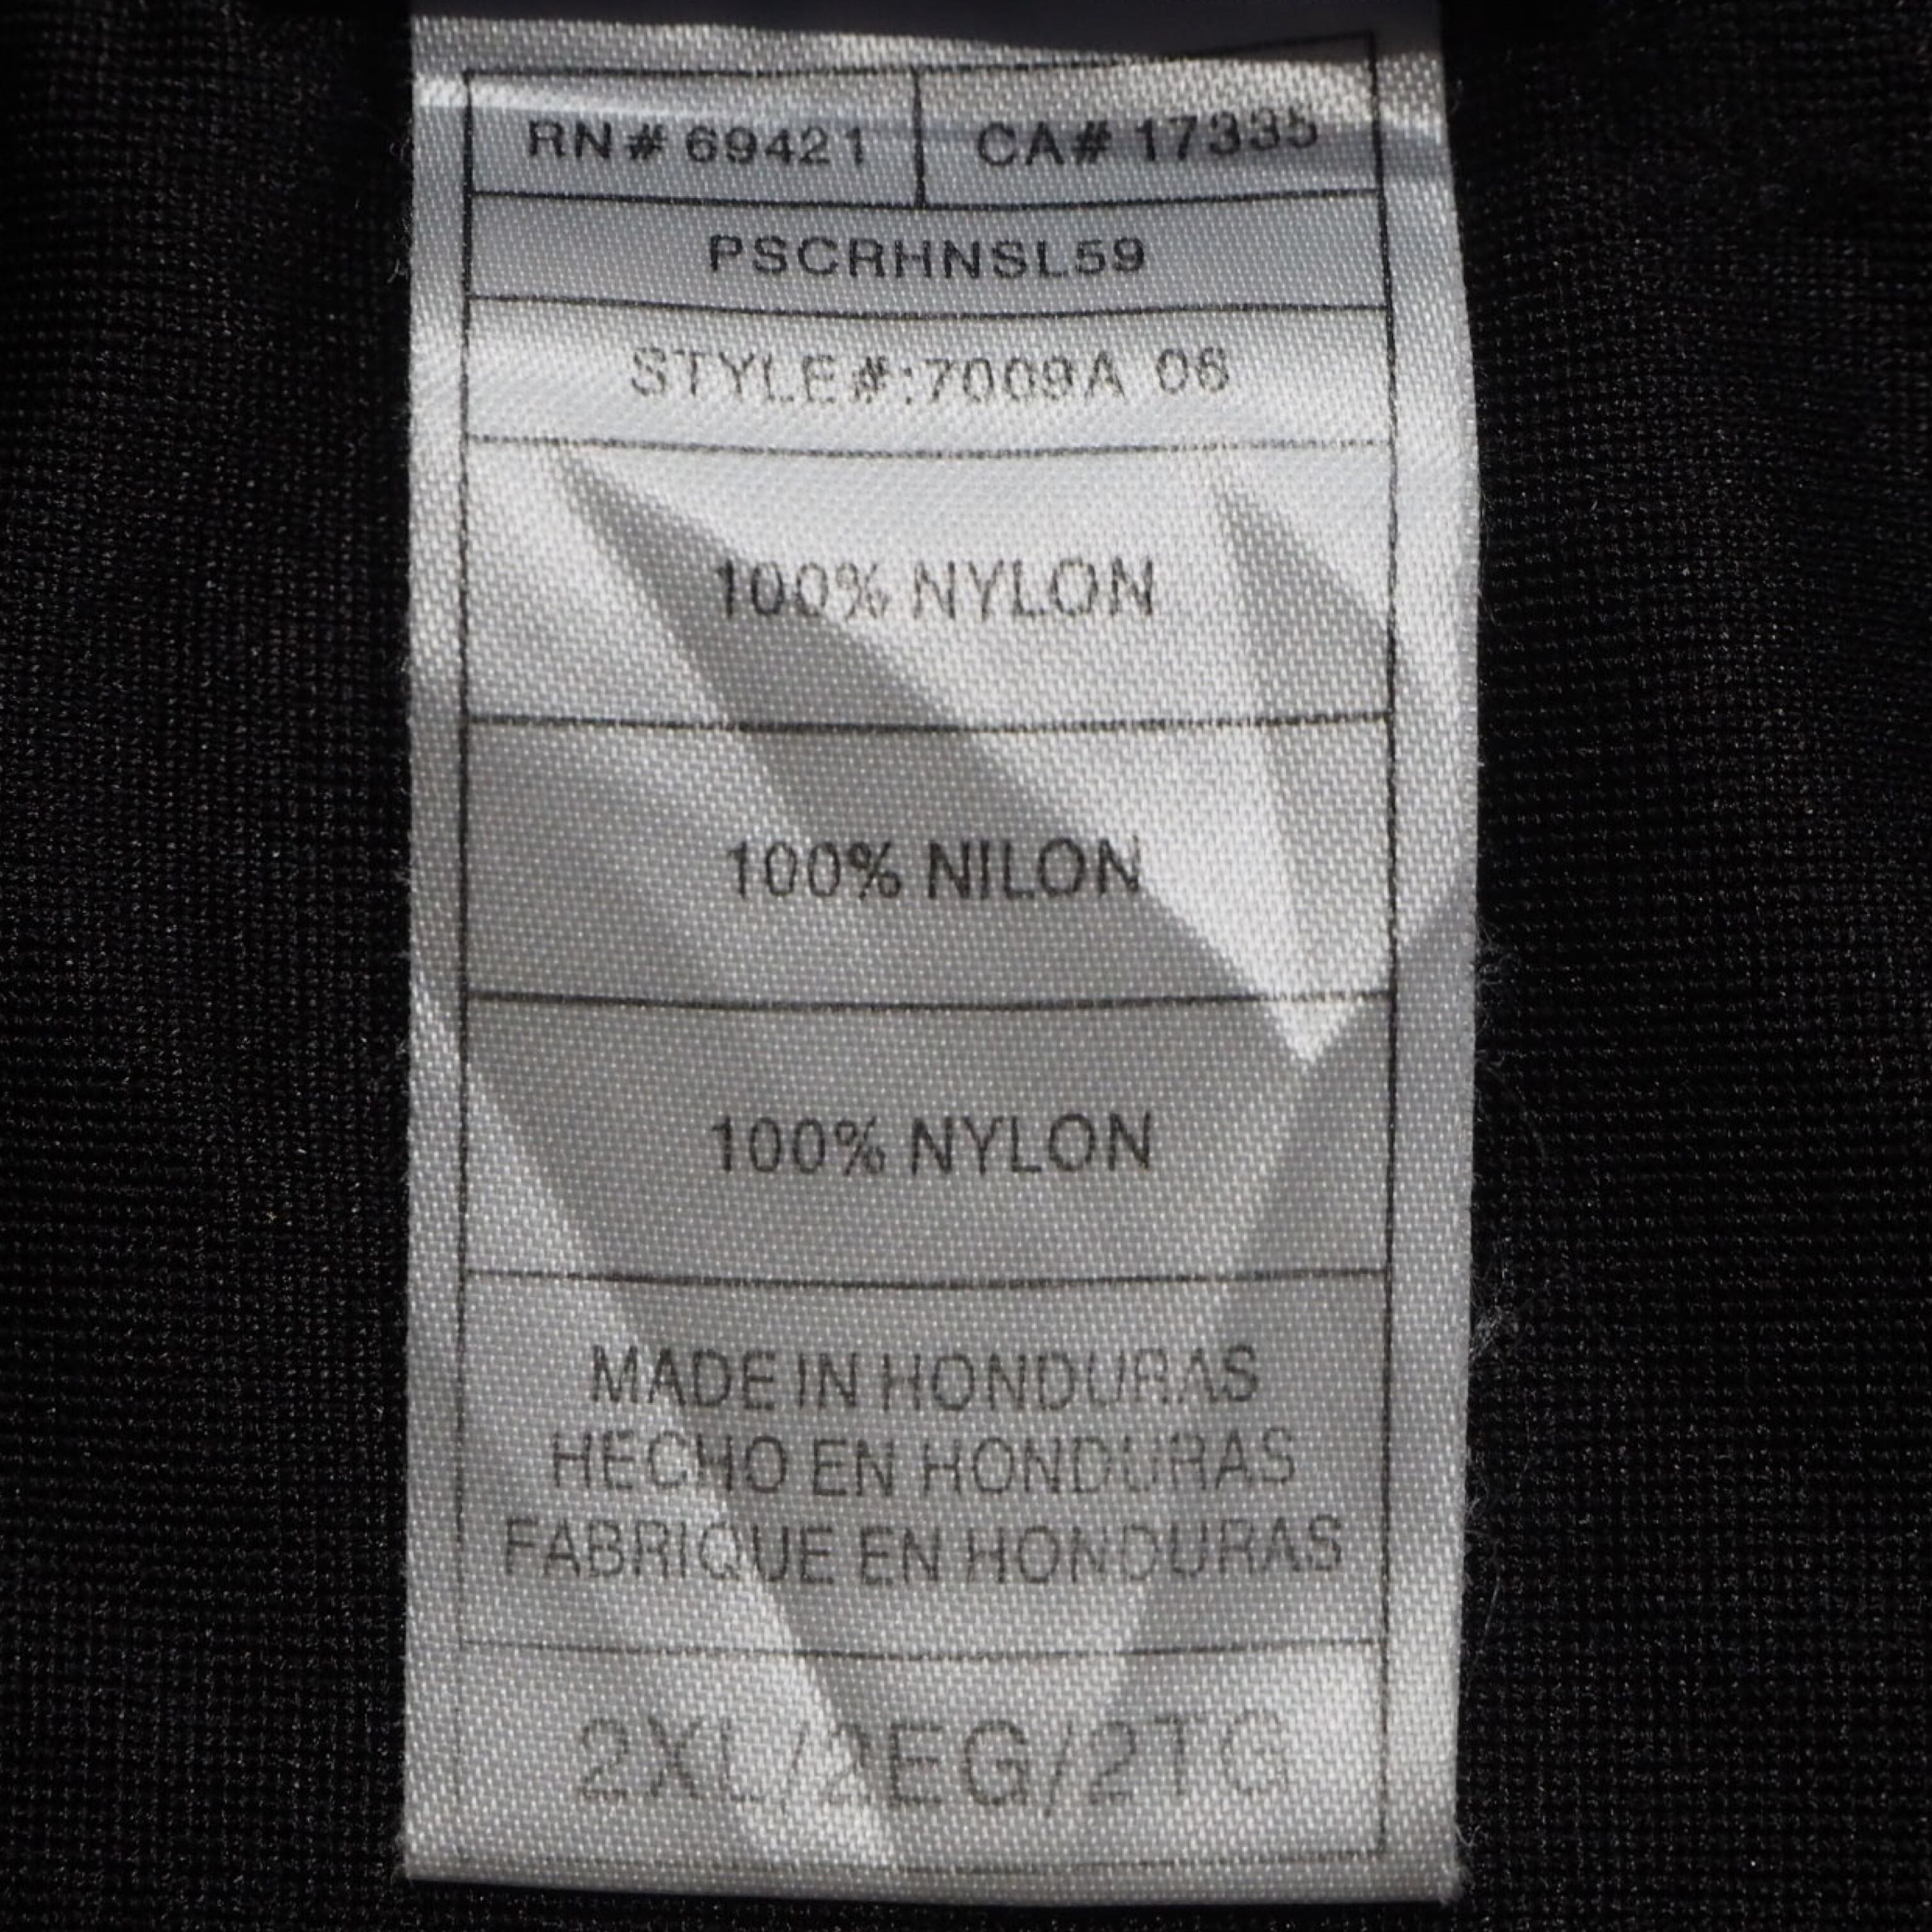 RN# 69421 CA# 17335
PSCRHNSL59
STYLE#:7009A 06
100% NYLON
100% NILON
100% NYLON
MADE IN HONDURAS
HECHO EN HONDURAS
FABRIQUE EN HONDURAS
2XL/2EG/2TG